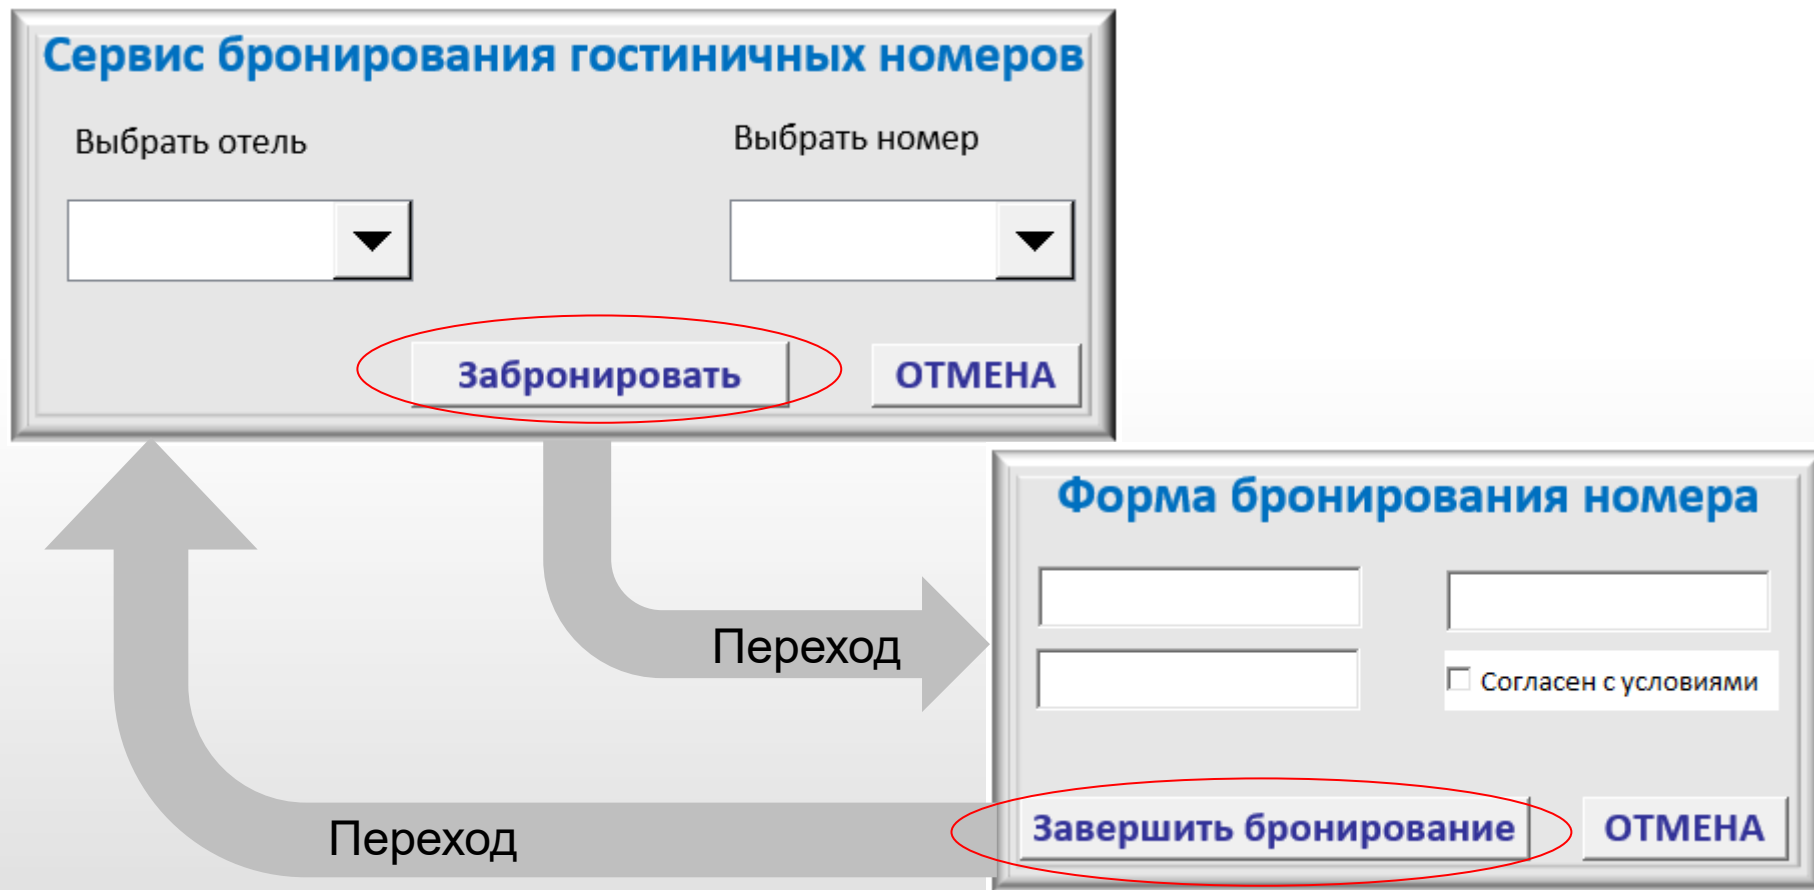 Сервис бронирования гостиничных номеров
Выбрать отель
Выбрать номер
Забронировать
ОТМЕНА
Переход
Форма бронирования номера
Согласен с условиями
Завершить бронирование
ОТМЕНА
Переход